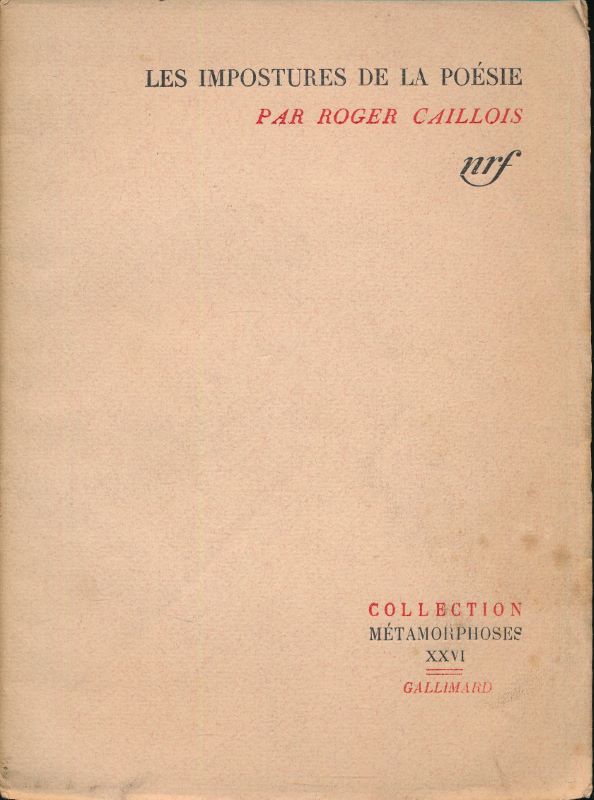 LES IMPOSTURES DE LA POÉSIE
PAR ROGER CAILLOIS
nrf
COLLECTION
MÉTAMORPHOSES
XXVI
GALLIMARD